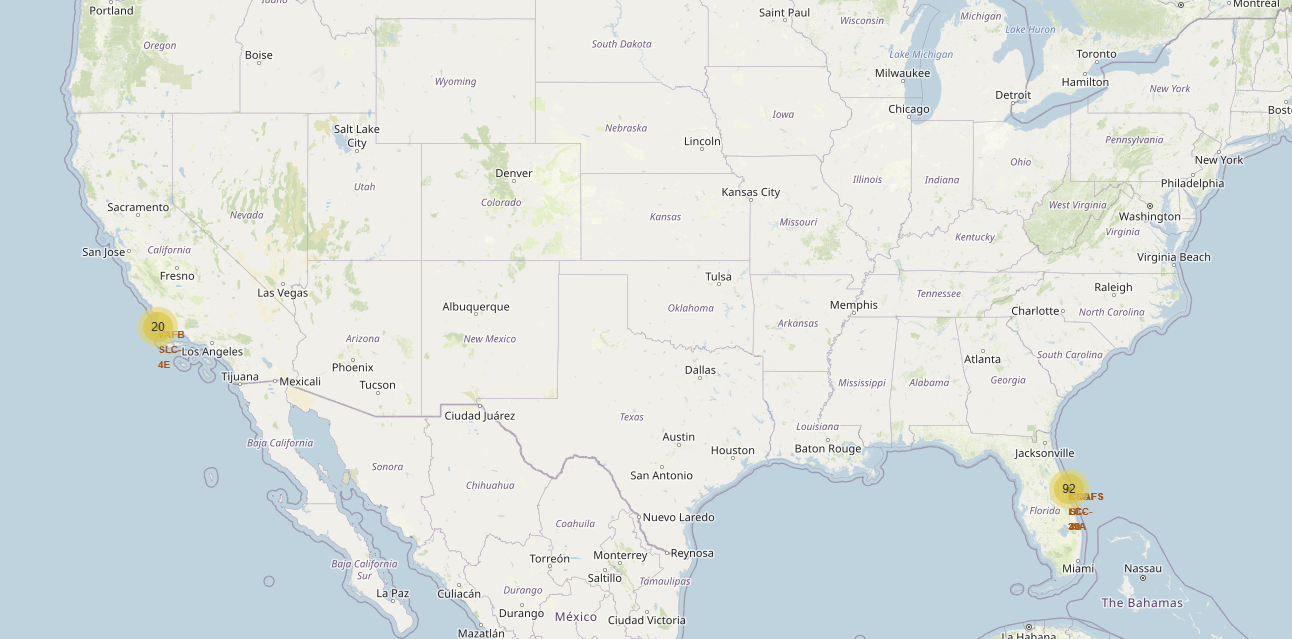 Idaho
Portland
Saint Paul
Wisconsin
Michigan
Montreal
Oregon
Boise
South Dakota
Lake Huron
Lake Michigan
Toronto
Wyoming
Milwaukee
Hamilton
New York
Detroit
Chicago
Iowa
Salt Lake
City
Nebraska
Lincoln
Pennsylvania
Denver
Ohio
New York
Utah
Illinois
Indiana
Philadelphia
Colorado
Kansas City
Sacramento
Nevada
Kansas
Missouri
West Virginia
Washington
Virginia
San Jose
California
Kentucky
Virginia Beach
Fresno
Tulsa
Las Vegas
Raleigh
Tennessee
Albuquerque
Oklahoma
Memphis
Charlotte
North Carolina
20
Arkansas
SLC-
4E
Los Angeles
Arizona
New Mexico
South Carolina
Atlanta
Phoenix
Dallas
Tijuana
Mexicali
Tucson
Mississippi
Alabama
Georgia
Ciudad Juárez
Texas
Louisiana
Baja California
Austin
Houston
Baton Rouge
Jacksonville
Sonora
San Antonio
Chihuahua
92
Florida
Nuevo Laredo
Coahuila
Torreón
Monterrey
Reynosa
Baja California
Sur
Saltillo
Tamaulipas
Miami
Nassau
La Paz
Culiacán
Durango
Durango
México
Ciudad Victoria
The Bahamas
Mazatlán
La Habana